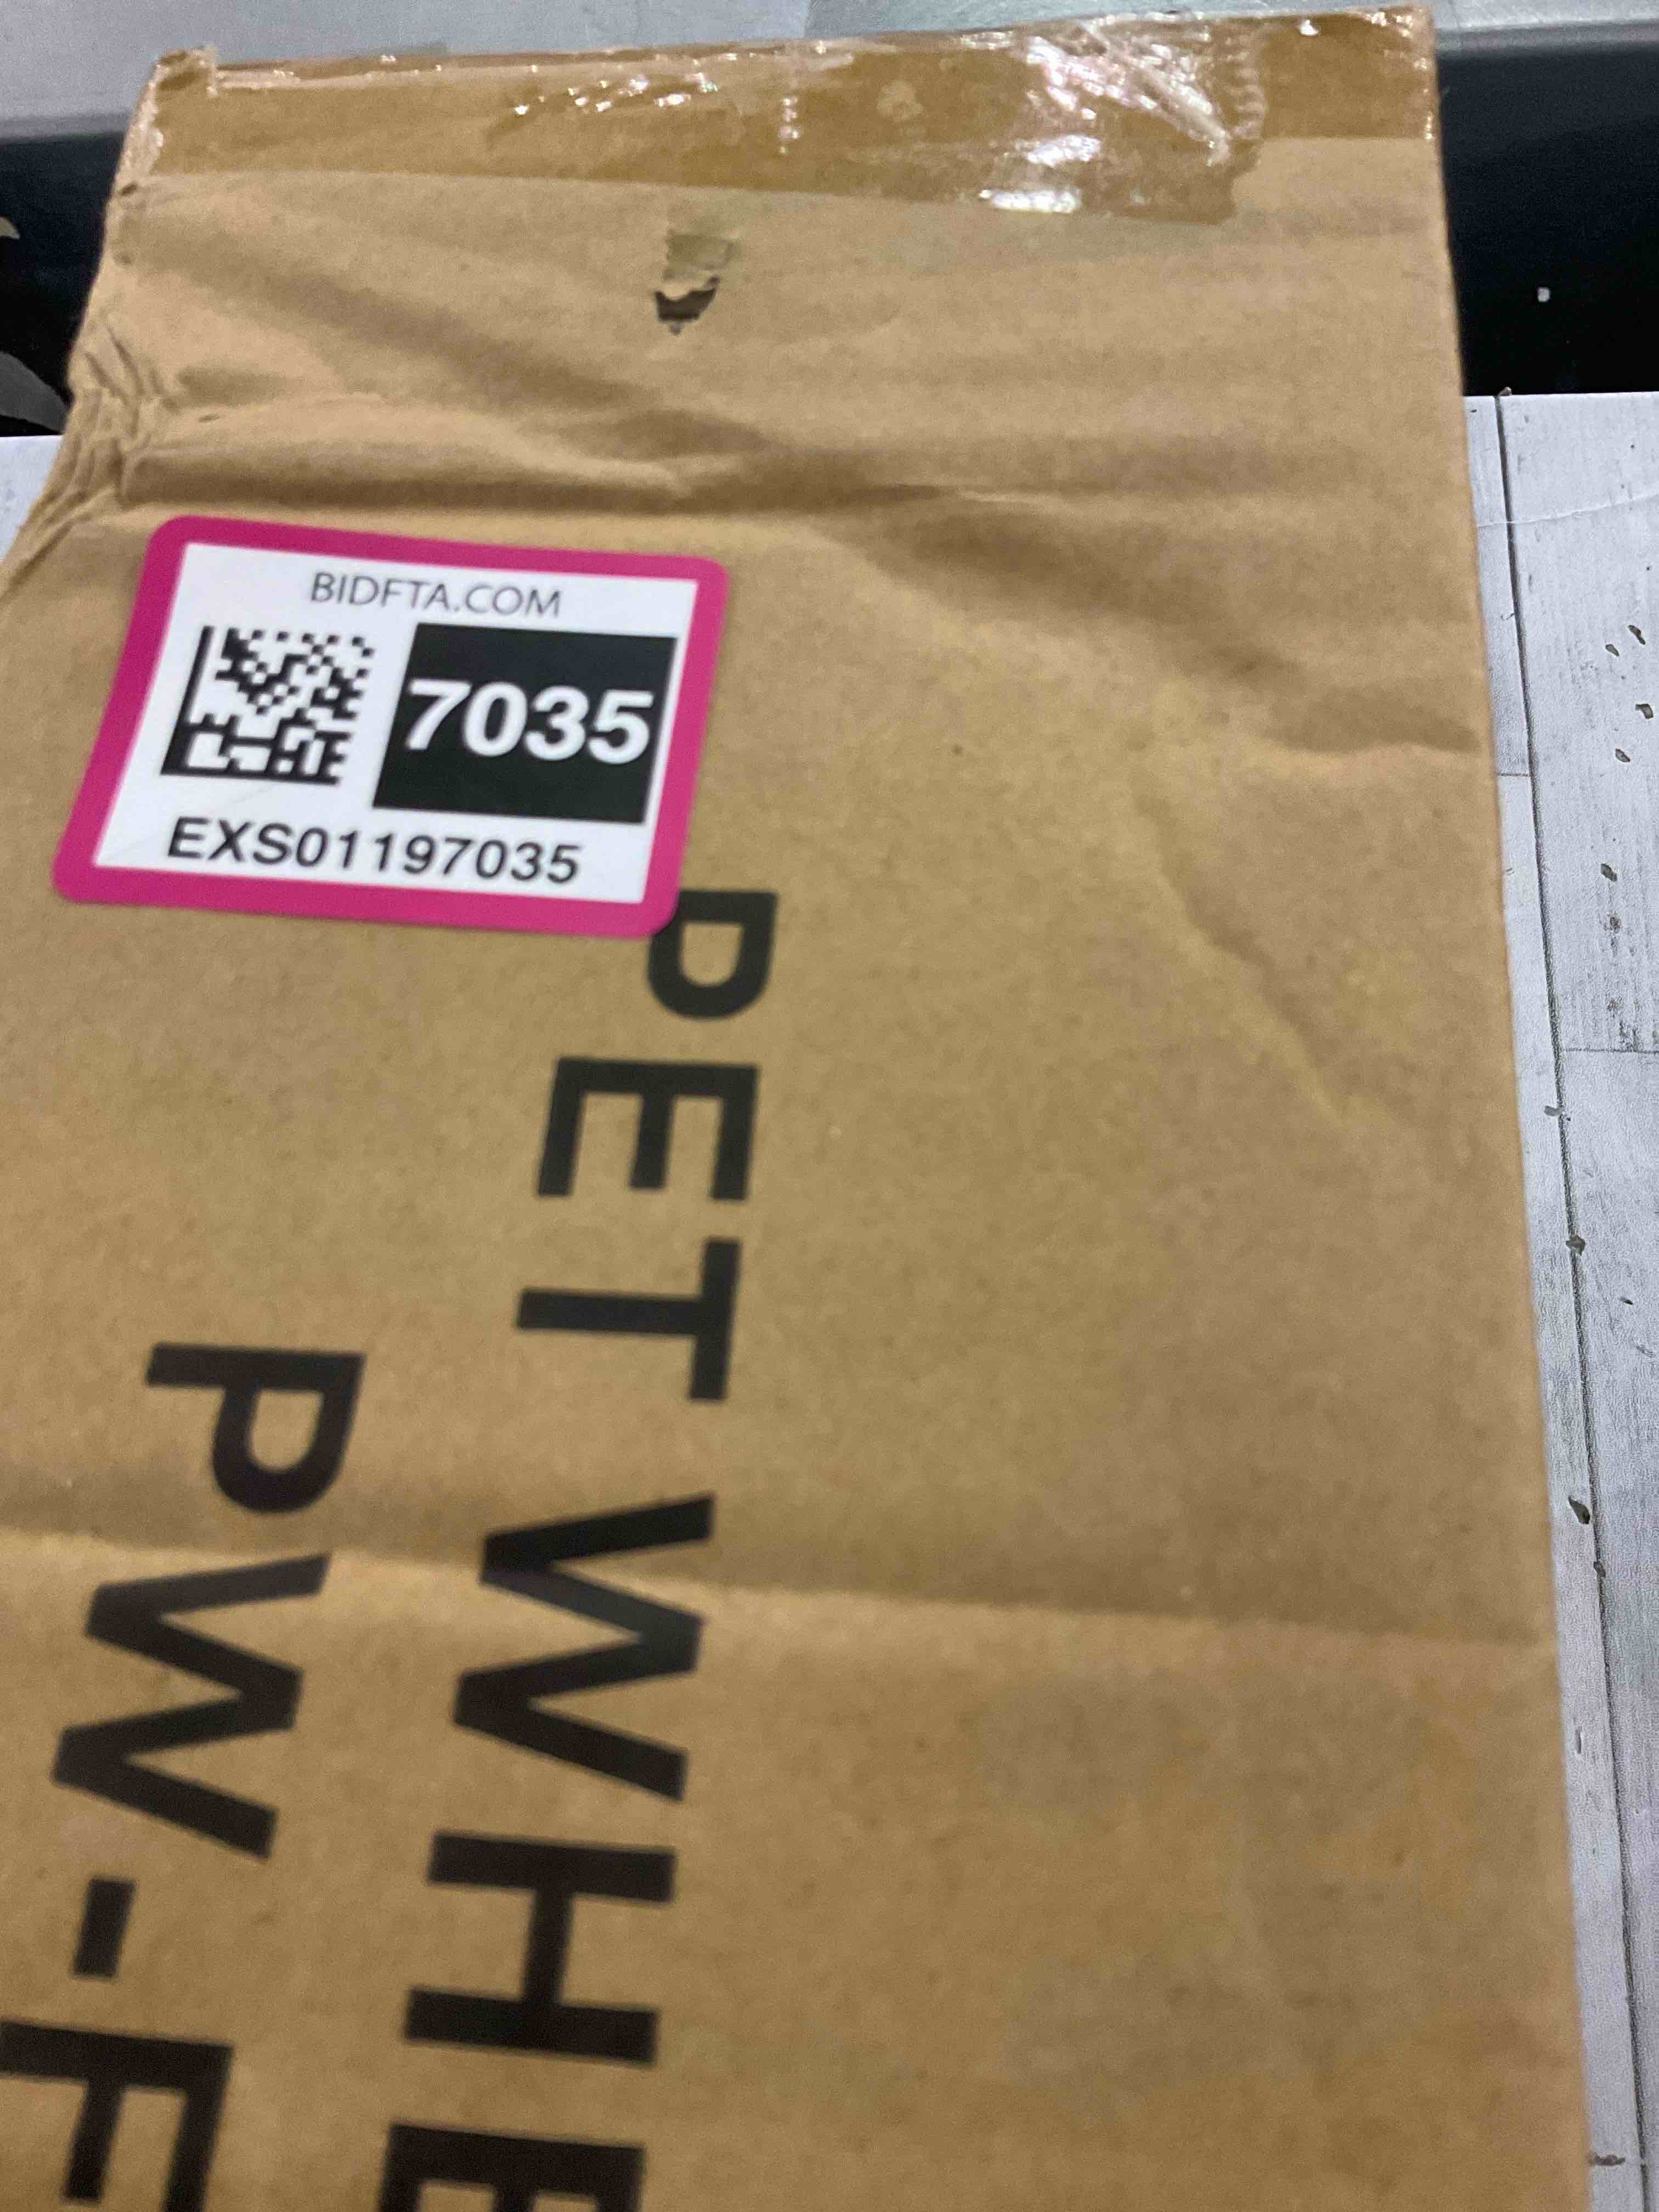 BIDFTA.COM
7035
EXS01197035
PET WHE
PW-F